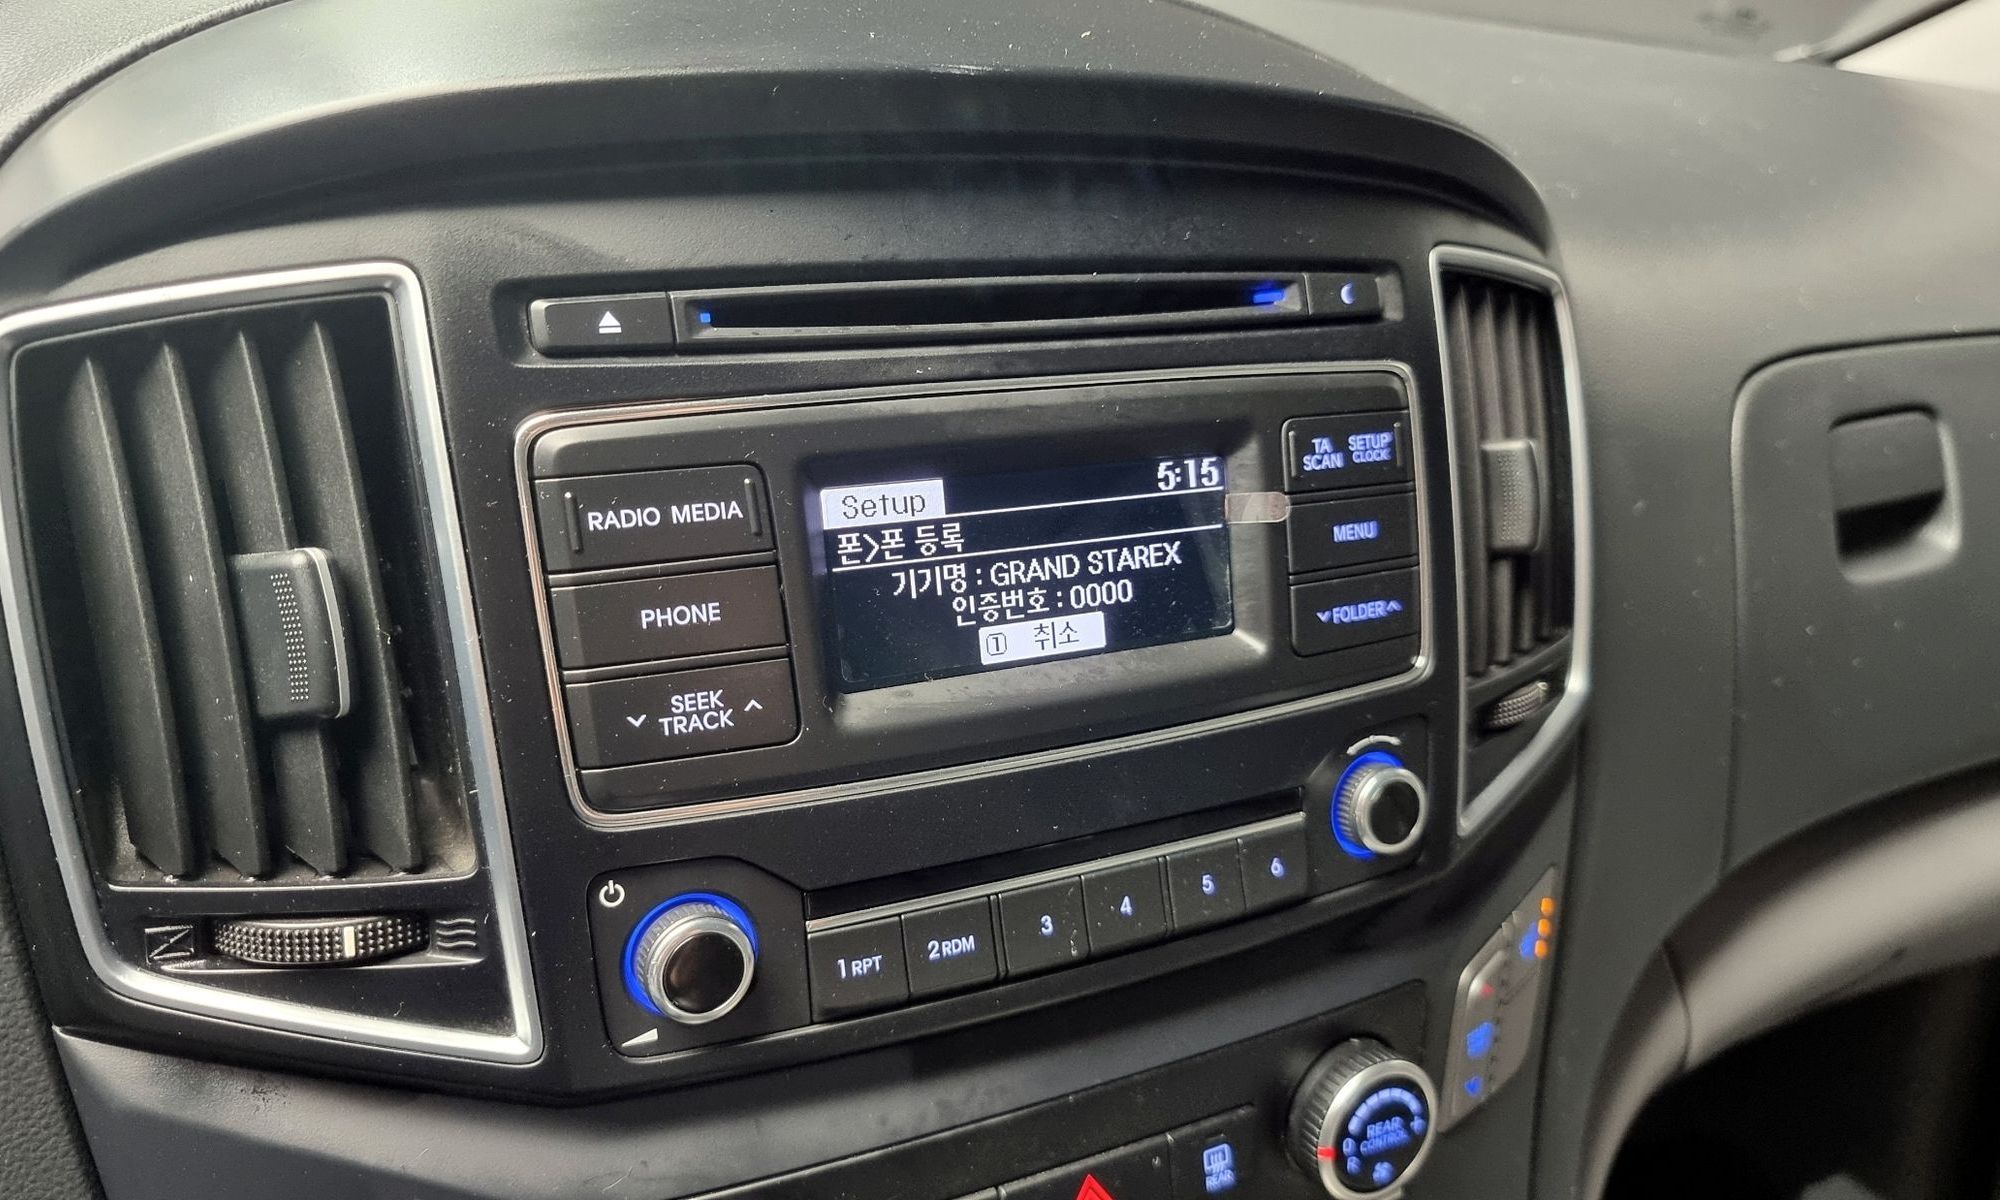 RADIO MEDIA
PHONE
SEEK
TRACK
5:15
Setup
폰>폰 등록
기기명 : GRAND STAREX
인증번호 : 0000
1 취소
TA SETUP
SCAN CLOCK
MENU
FOLDER
1 RPT
2 RDM
3
4
5
6
REAR
CONTROL
REAR